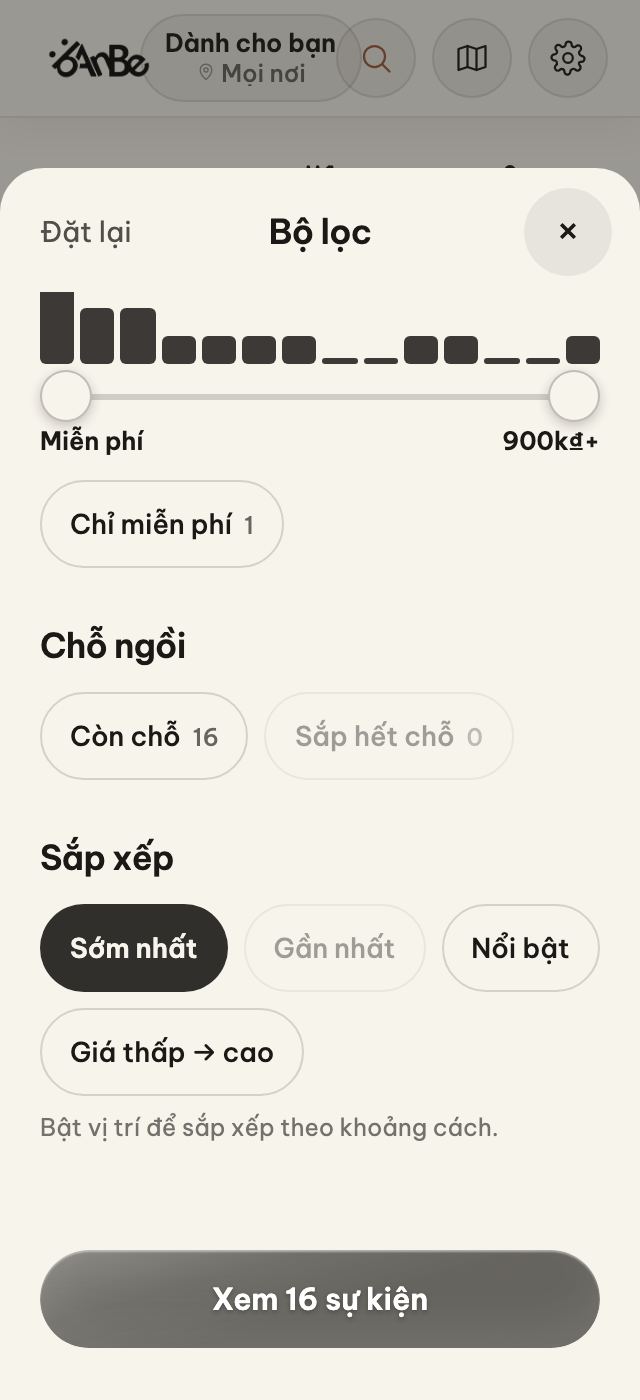 ỏAnBe
Dành cho bạn
Mọi nơi
Đặt lại
Bộ lọc
×
Miễn phí
900k₫+
Chỉ miễn phí 1
Chỗ ngồi
Còn chỗ 16
Sắp hết chỗ 0
Sắp xếp
Sớm nhất
Gần nhất
Nổi bật
Giá thấp → cao
Bật vị trí để sắp xếp theo khoảng cách.
Xem 16 sự kiện